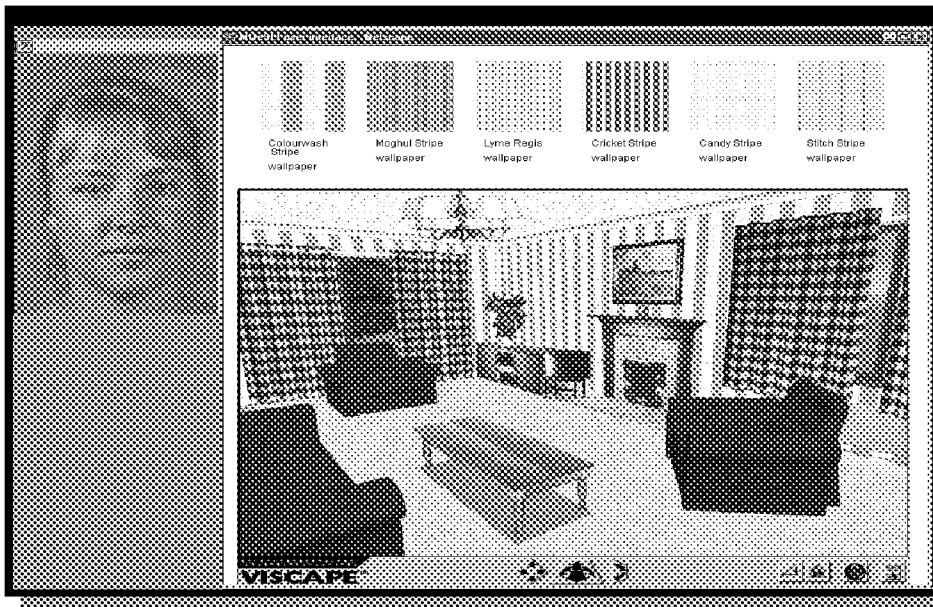 Colourwash
Stripe
wallpaper
Moghul Stripe
wallpaper
Lyme Regis
wallpaper
Cricket Stripe
wallpaper
Candy Stripe
wallpaper
Stitch Stripe
wallpaper
VISCAPE